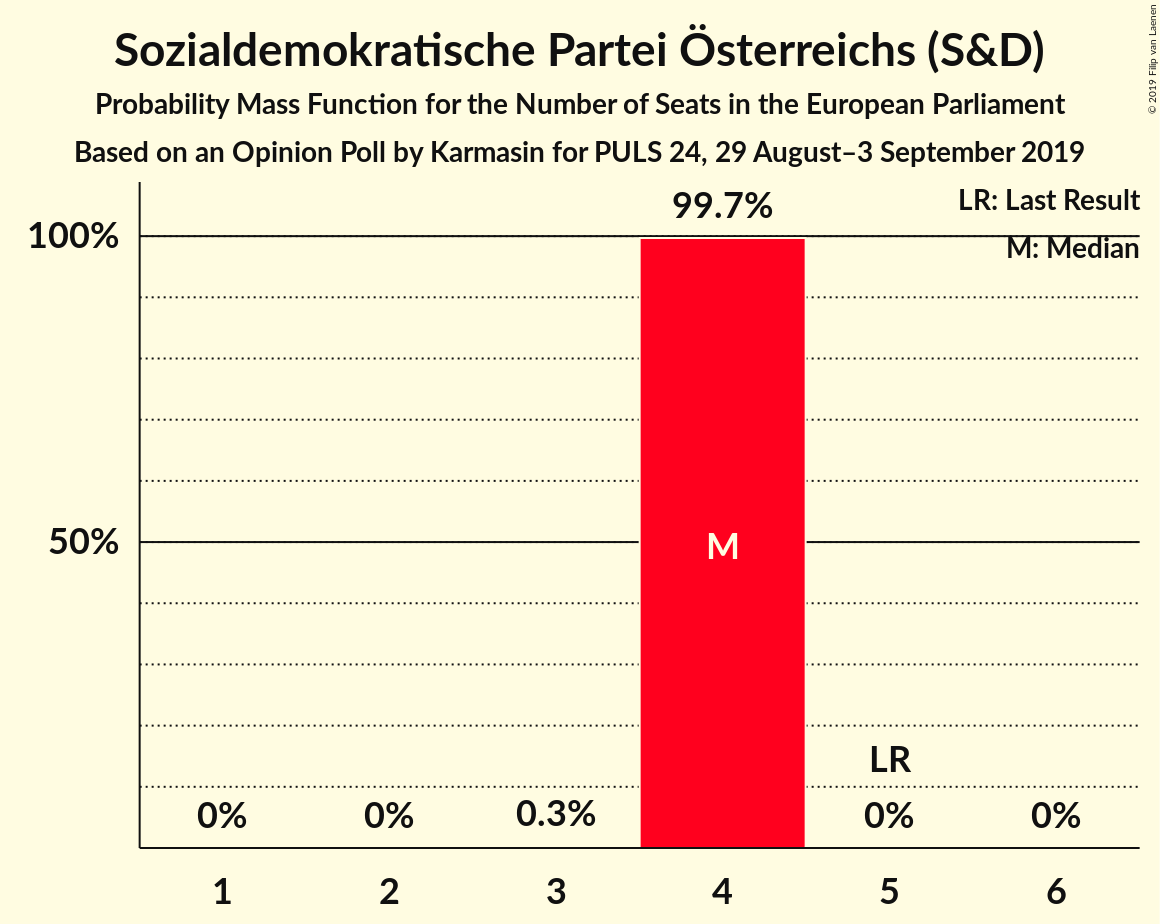 Sozialdemokratische Partei Österreichs (S&D)
Probability Mass Function for the Number of Seats in the European Parliament
Based on an Opinion Poll by Karmasin for PULS 24, 29 August–3 September 2019
© 2019 Filip van Laenen
LR: Last Result
M: Median
99.7%
100%
50%
M
LR
0%
0%
0.3%
0%
0%
1 2 3 4 5 6